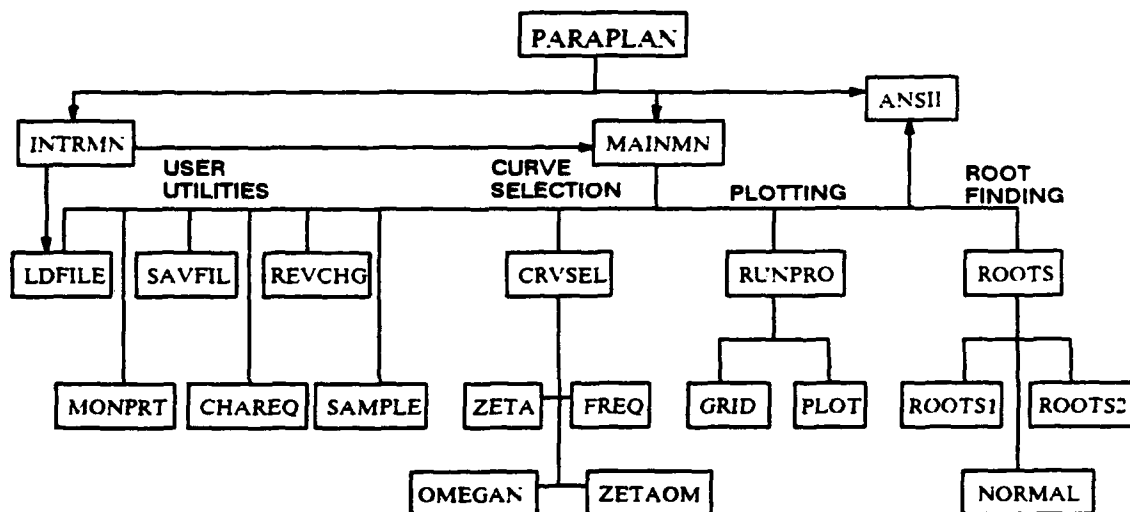 PARAPLAN
ANSII
INTRMN
MAINMN
USER
UTILITIES
CURVE
SELECTION
PLOTTING
ROOT
FINDING
LDFILE
SAVFIL
REVCHG
CRVSEL
RUNPRO
ROOTS
MONPRT
CHAREQ
SAMPLE
ZETA
FREQ
GRID
PLOT
ROOTS1
ROOTS2
OMEGAN
ZETAOM
NORMAL